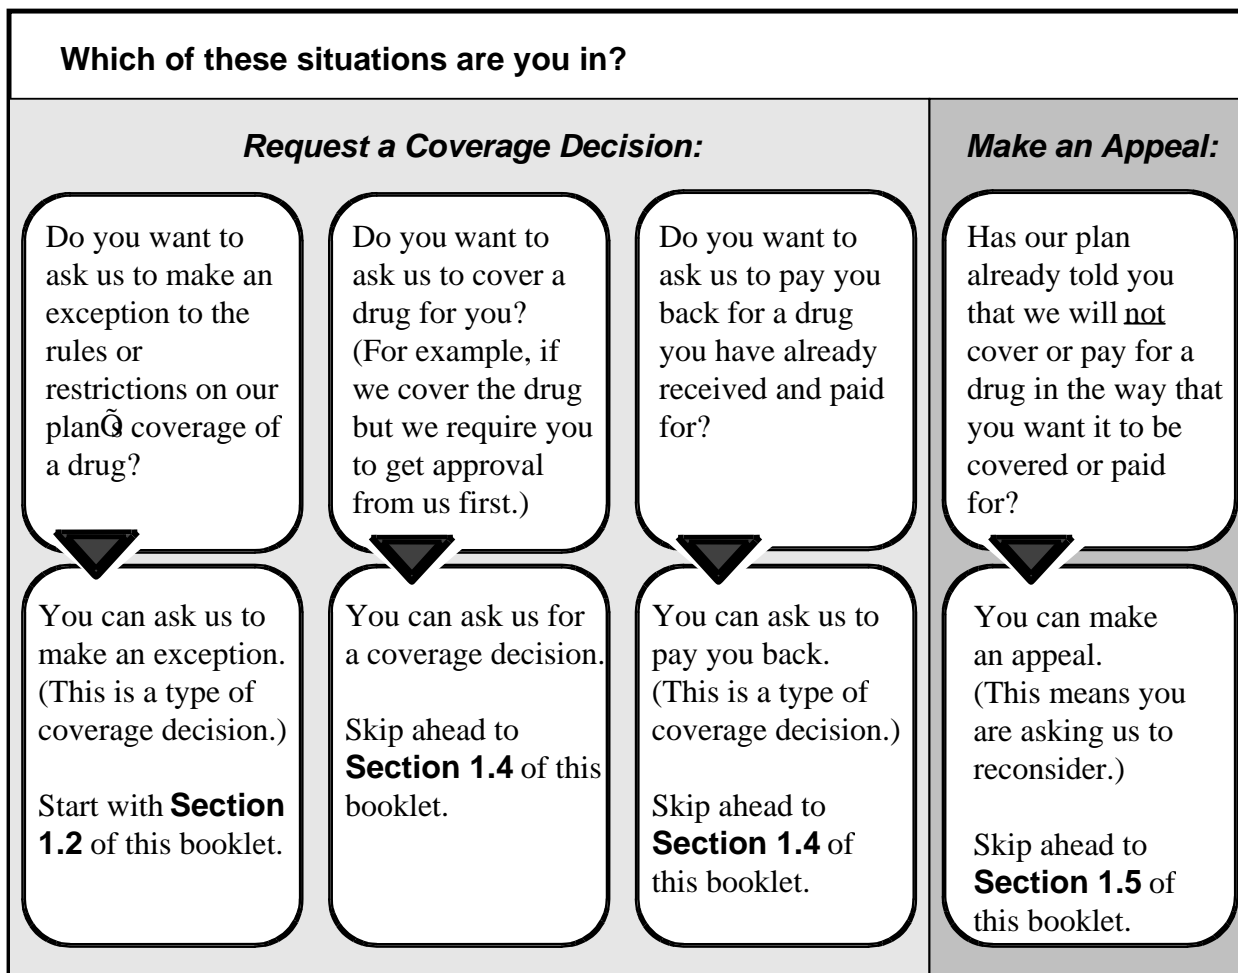 Which of these situations are you in?
Request a Coverage Decision:
Make an Appeal:
Do you want to
ask us to make an
exception to the
rules or
restrictions on our
planÕs coverage of
a drug?
Do you want to
ask us to cover a
drug for you?
(For example, if
we cover the drug
but we require you
to get approval
from us first.)
Do you want to
ask us to pay you
back for a drug
you have already
received and paid
for?
Has our plan
already told you
that we will not
cover or pay for a
drug in the way that
you want it to be
covered or paid
for?
You can ask us to
make an exception.
(This is a type of
coverage decision.)
Start with Section
1.2 of this booklet.
You can ask us for
a coverage decision.
Skip ahead to
Section 1.4 of this
booklet.
You can ask us to
pay you back.
(This is a type of
coverage decision.)
Skip ahead to
Section 1.4 of
this booklet.
You can make
an appeal.
(This means you
are asking us to
reconsider.)
Skip ahead to
Section 1.5 of
this booklet.